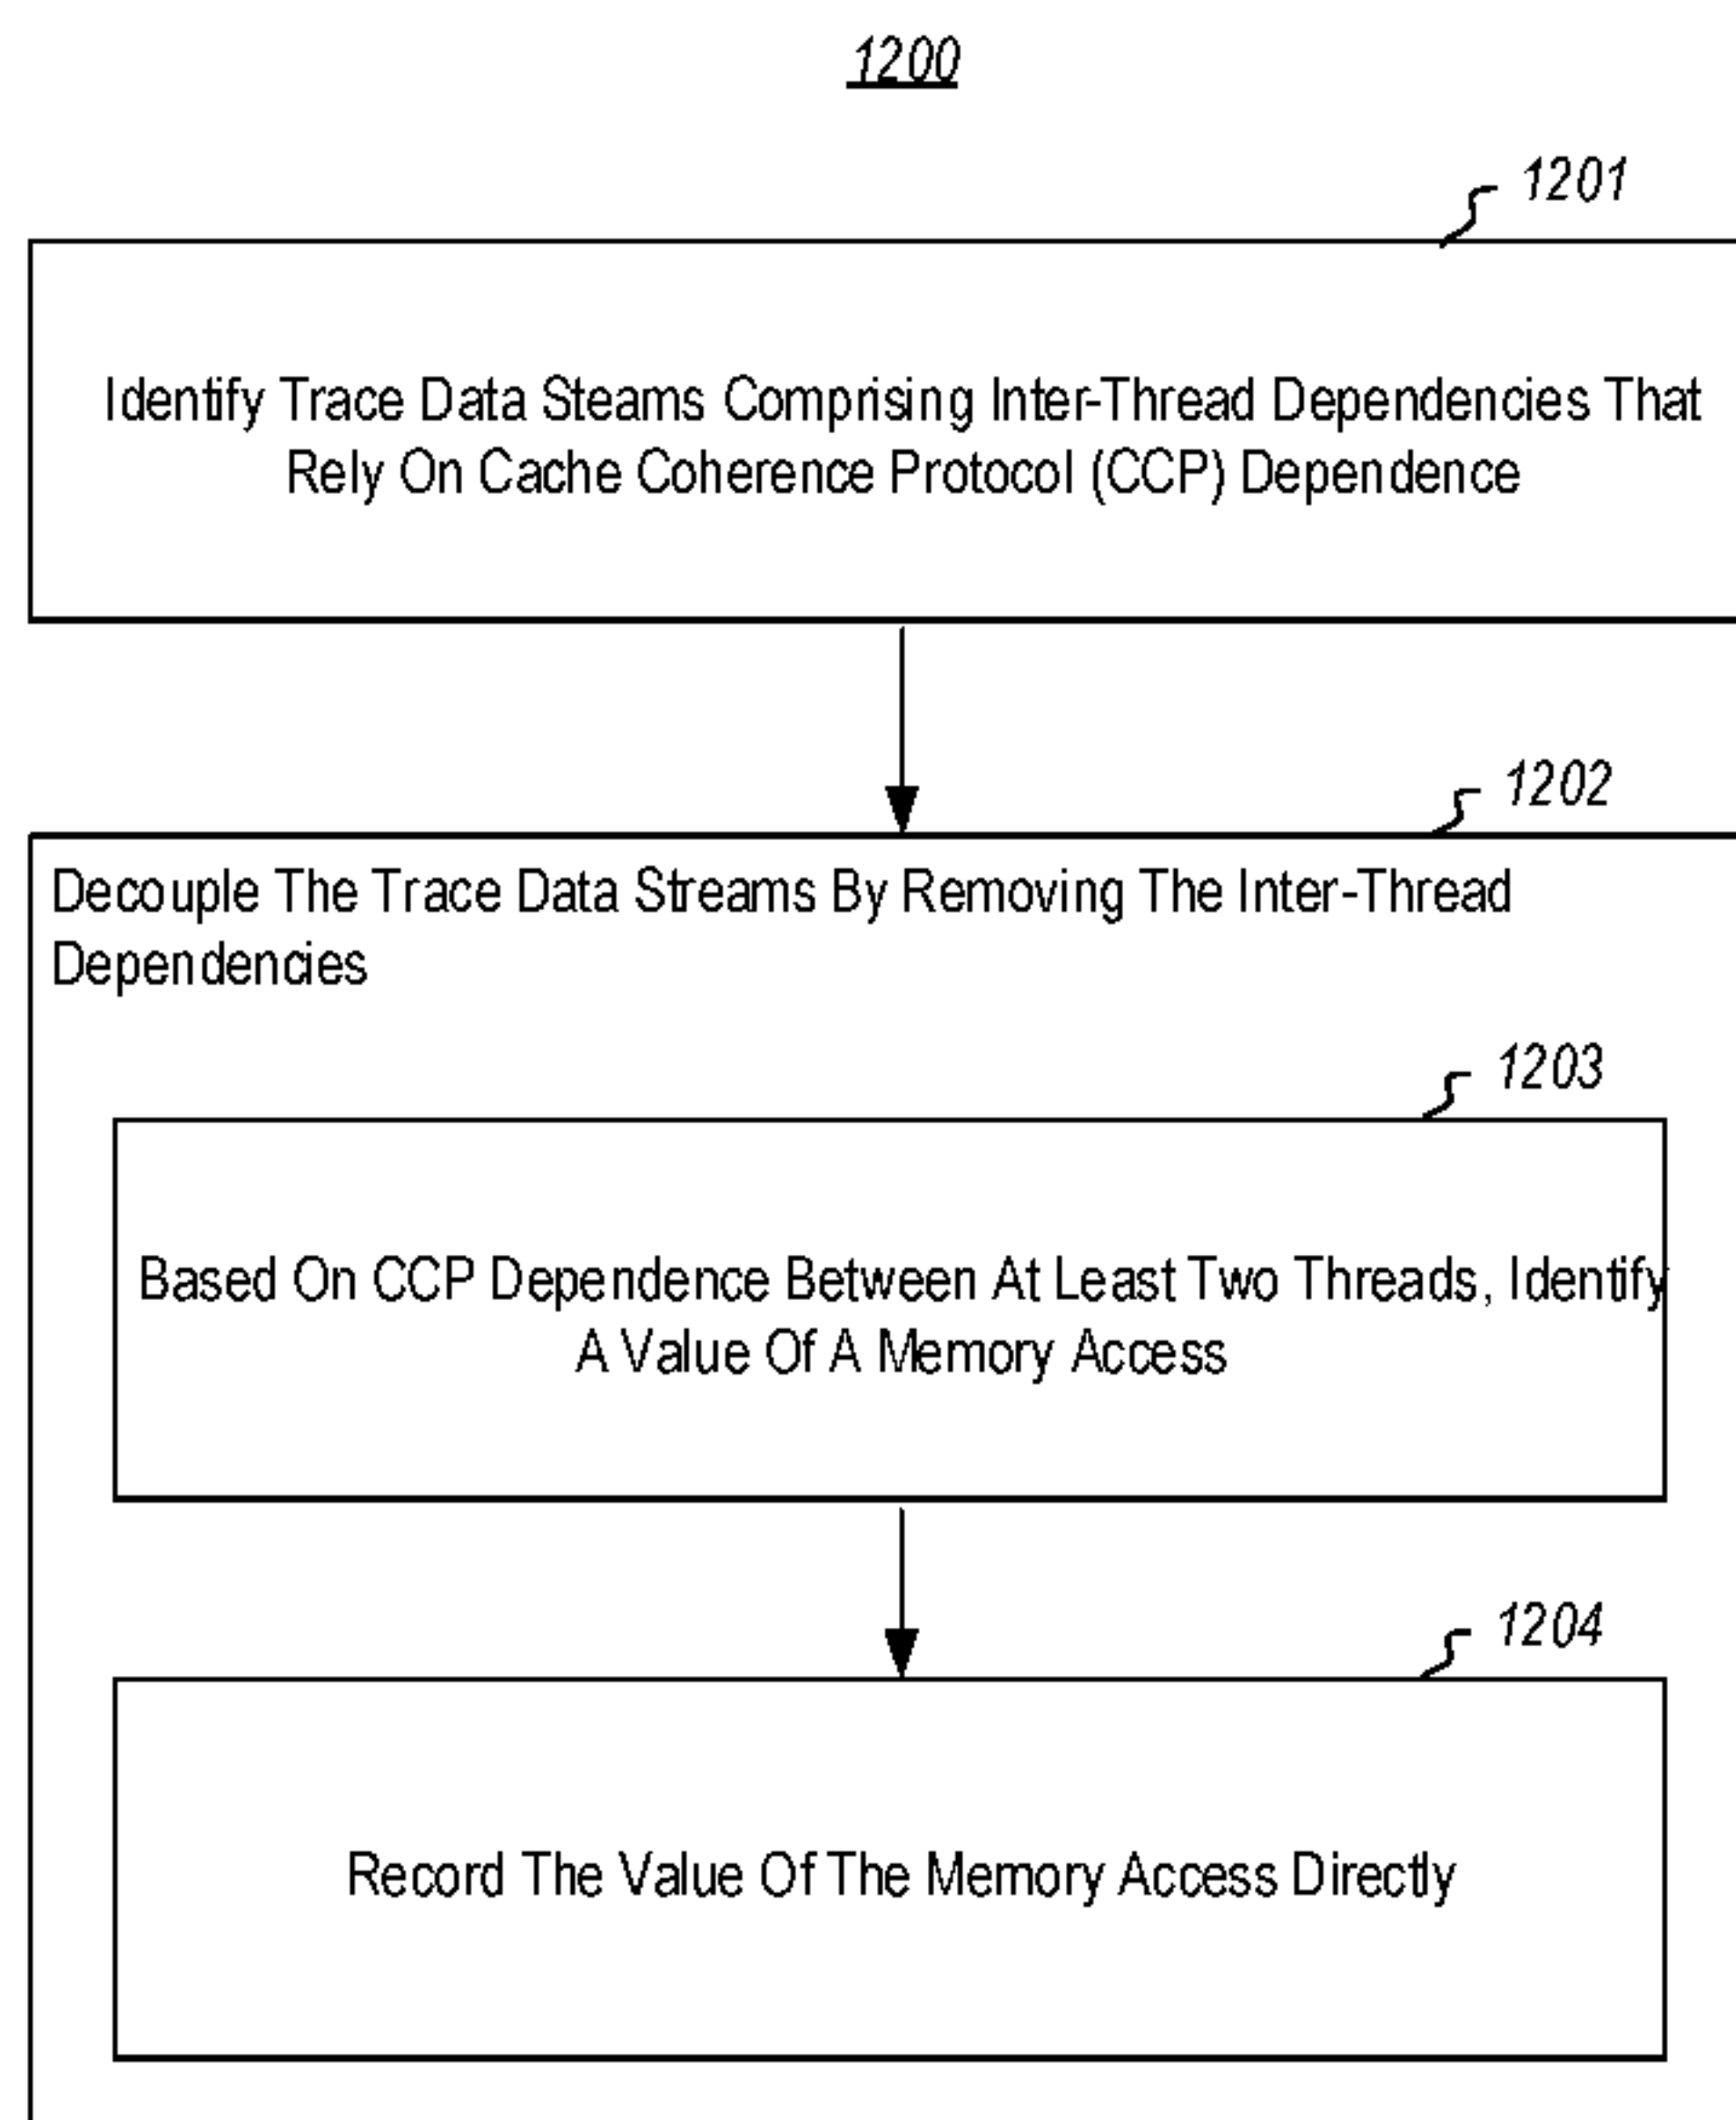 1200
1201
Identify Trace Data Steams Comprising Inter-Thread Dependencies That
Rely On Cache Coherence Protocol (CCP) Dependence
1202
Decouple The Trace Data Streams By Removing The Inter-Thread
Dependencies
1203
Based On CCP Dependence Between At Least Two Threads, Identify
A Value Of A Memory Access
1204
Record The Value Of The Memory Access Directly